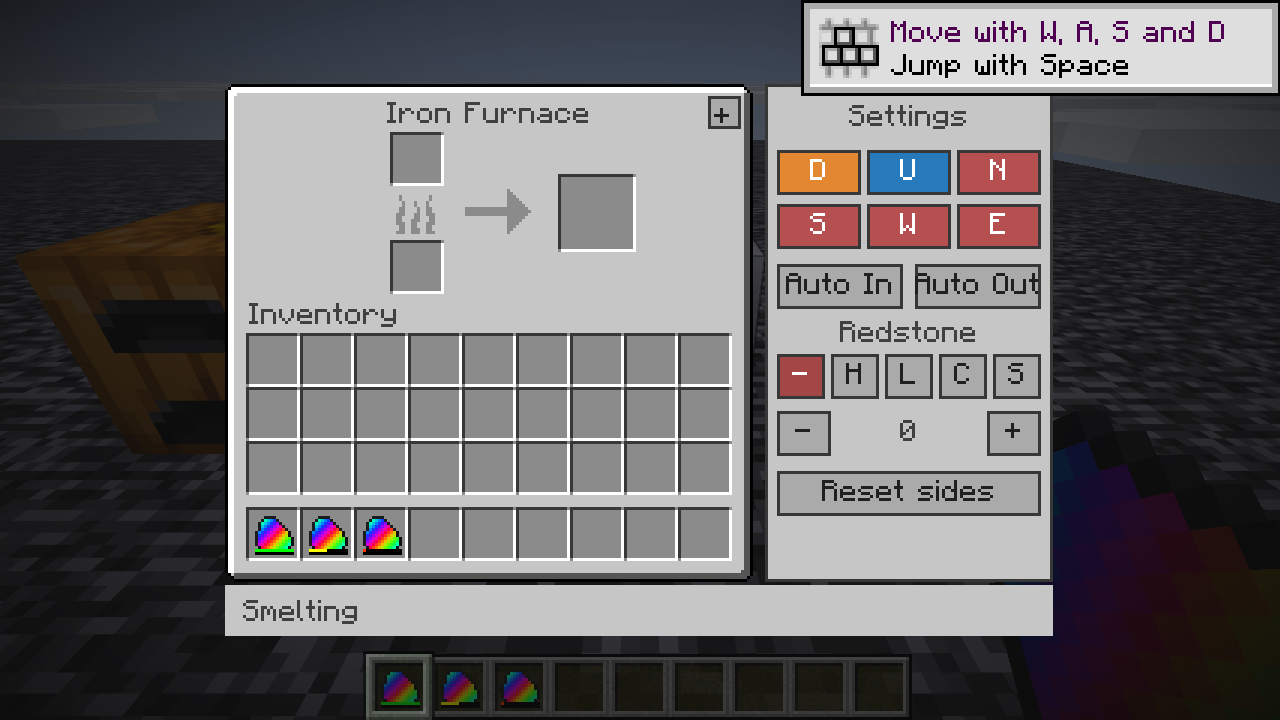 Move with W, A, S and D
Jump with Space
Iron Furnace
+
Settings
D U N
S W E
Auto In Auto Out
Inventory
Redstone
- H L C S
- 0 +
Reset sides
Smelting